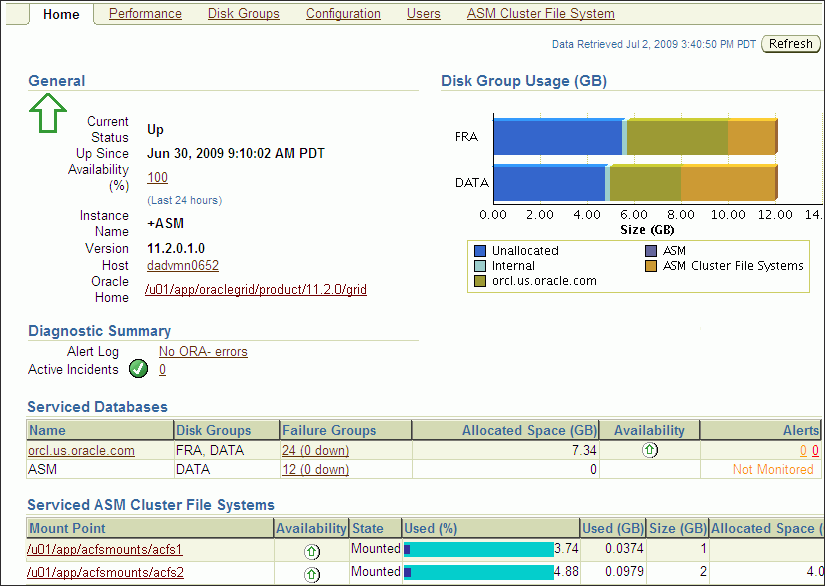 Home Performance Disk Groups Configuration Users ASM Cluster File System
Data Retrieved Jul 2, 2009 3:40:50 PM PDT Refresh
General
Current Status Up
Up Since Jun 30, 2009 9:10:02 AM PDT
Availability (%) 100
(Last 24 hours)
Instance Name +ASM
Version 11.2.0.1.0
Host dadvmn0652
Oracle Home /u01/app/oraclegrid/product/11.2.0/grid
Disk Group Usage (GB)
FRA
DATA
0.00 2.00 4.00 6.00 8.00 10.00 12.00 14.
Size (GB)
Unallocated ASM
Internal ASM Cluster File Systems
orcl.us.oracle.com
Diagnostic Summary
Alert Log No ORA- errors
Active Incidents 0
Serviced Databases
Name Disk Groups Failure Groups Allocated Space (GB) Availability Alerts
orcl.us.oracle.com FRA, DATA 24 (0 down) 7.34 0 0
ASM DATA 12 (0 down) 0 Not Monitored
Serviced ASM Cluster File Systems
Mount Point Availability State Used (%) Used (GB) Size (GB) Allocated Space (
/u01/app/acfsmounts/acfs1 Mounted 3.74 0.0374 1
/u01/app/acfsmounts/acfs2 Mounted 4.88 0.0979 2 4.0